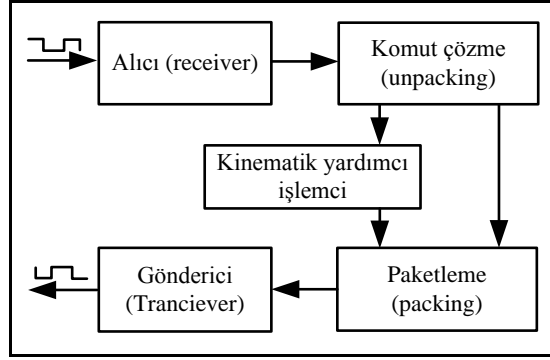 Alıcı (receiver)
Komut çözme
(unpacking)
Kinematik yardımcı
işlemci
Gönderici
(Tranciever)
Paketleme
(packing)